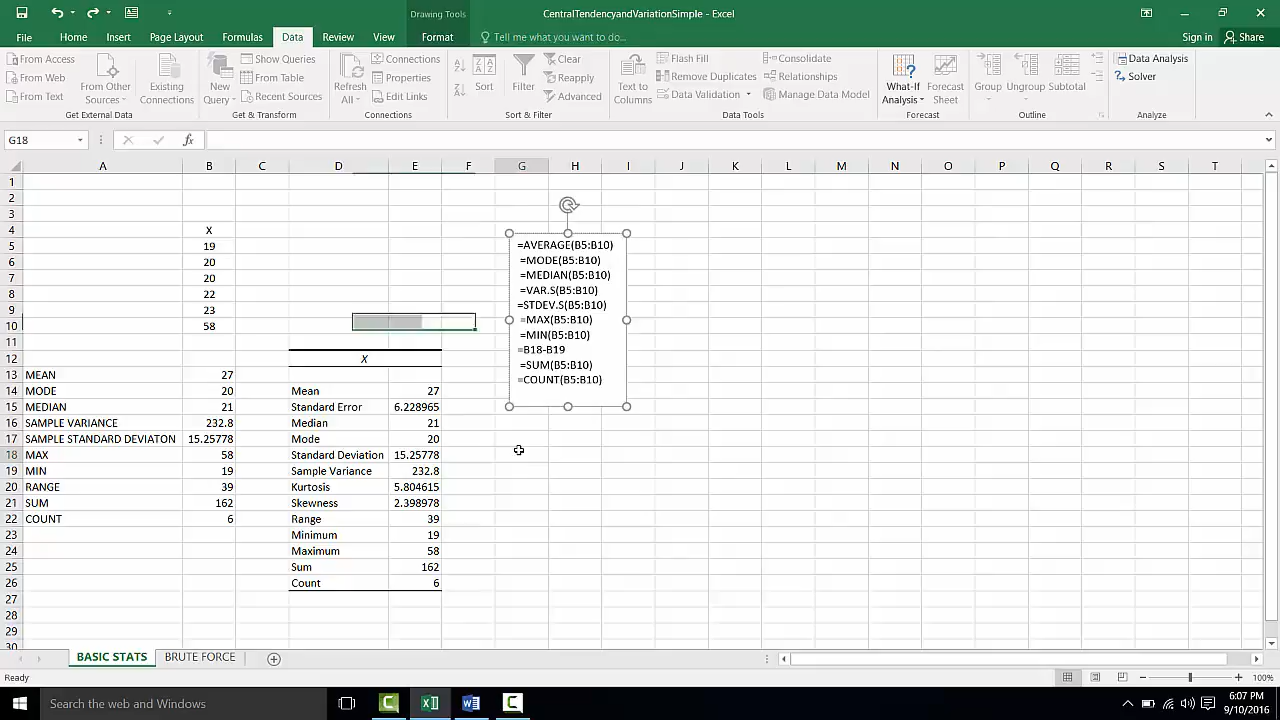 Drawing Tools
CentralTendencyandVariationSimple - Excel
File Home Insert Page Layout Formulas Data Review View Format Tell me what you want to do... Sign in Share
From Web
From Text
From Other Sources
Existing Connections
Get External Data
New Query
From Table
Recent Sources
Get & Transform
Refresh All
Connections
Properties
Edit Links
Connections
Sort
Filter
Clear
Reapply
Advanced
Sort & Filter
Text to Columns
Flash Fill
Remove Duplicates
Data Validation
Consolidate
Relationships
Manage Data Model
Data Tools
What-If Analysis
Forecast Sheet
Forecast
Group
Ungroup
Subtotal
Outline
Data Analysis
Solver
Analyze
G18
fx
A B C D E F G H I J K L M N O P Q R S T
1
2
3
4 X
5 19 =AVERAGE(B5:B10)
6 20 =MODE(B5:B10)
7 20 =MEDIAN(B5:B10)
8 22 =VAR.S(B5:B10)
9 23 =STDEV.S(B5:B10)
10 58 =MAX(B5:B10)
11 =MIN(B5:B10)
12 X =B18-B19
13 MEAN 27 =SUM(B5:B10)
14 MODE 20 Mean 27 =COUNT(B5:B10)
15 MEDIAN 21 Standard Error 6.228965
16 SAMPLE VARIANCE 232.8 Median 21
17 SAMPLE STANDARD DEVIATON 15.25778 Mode 20
18 MAX 58 Standard Deviation 15.25778
19 MIN 19 Sample Variance 232.8
20 RANGE 39 Kurtosis 5.804615
21 SUM 162 Skewness 2.398978
22 COUNT 6 Range 39
23 Minimum 19
24 Maximum 58
25 Sum 162
26 Count 6
27
28
29
30
BASIC STATS BRUTE FORCE
Ready
100%
Search the web and Windows
6:07 PM
9/10/2016